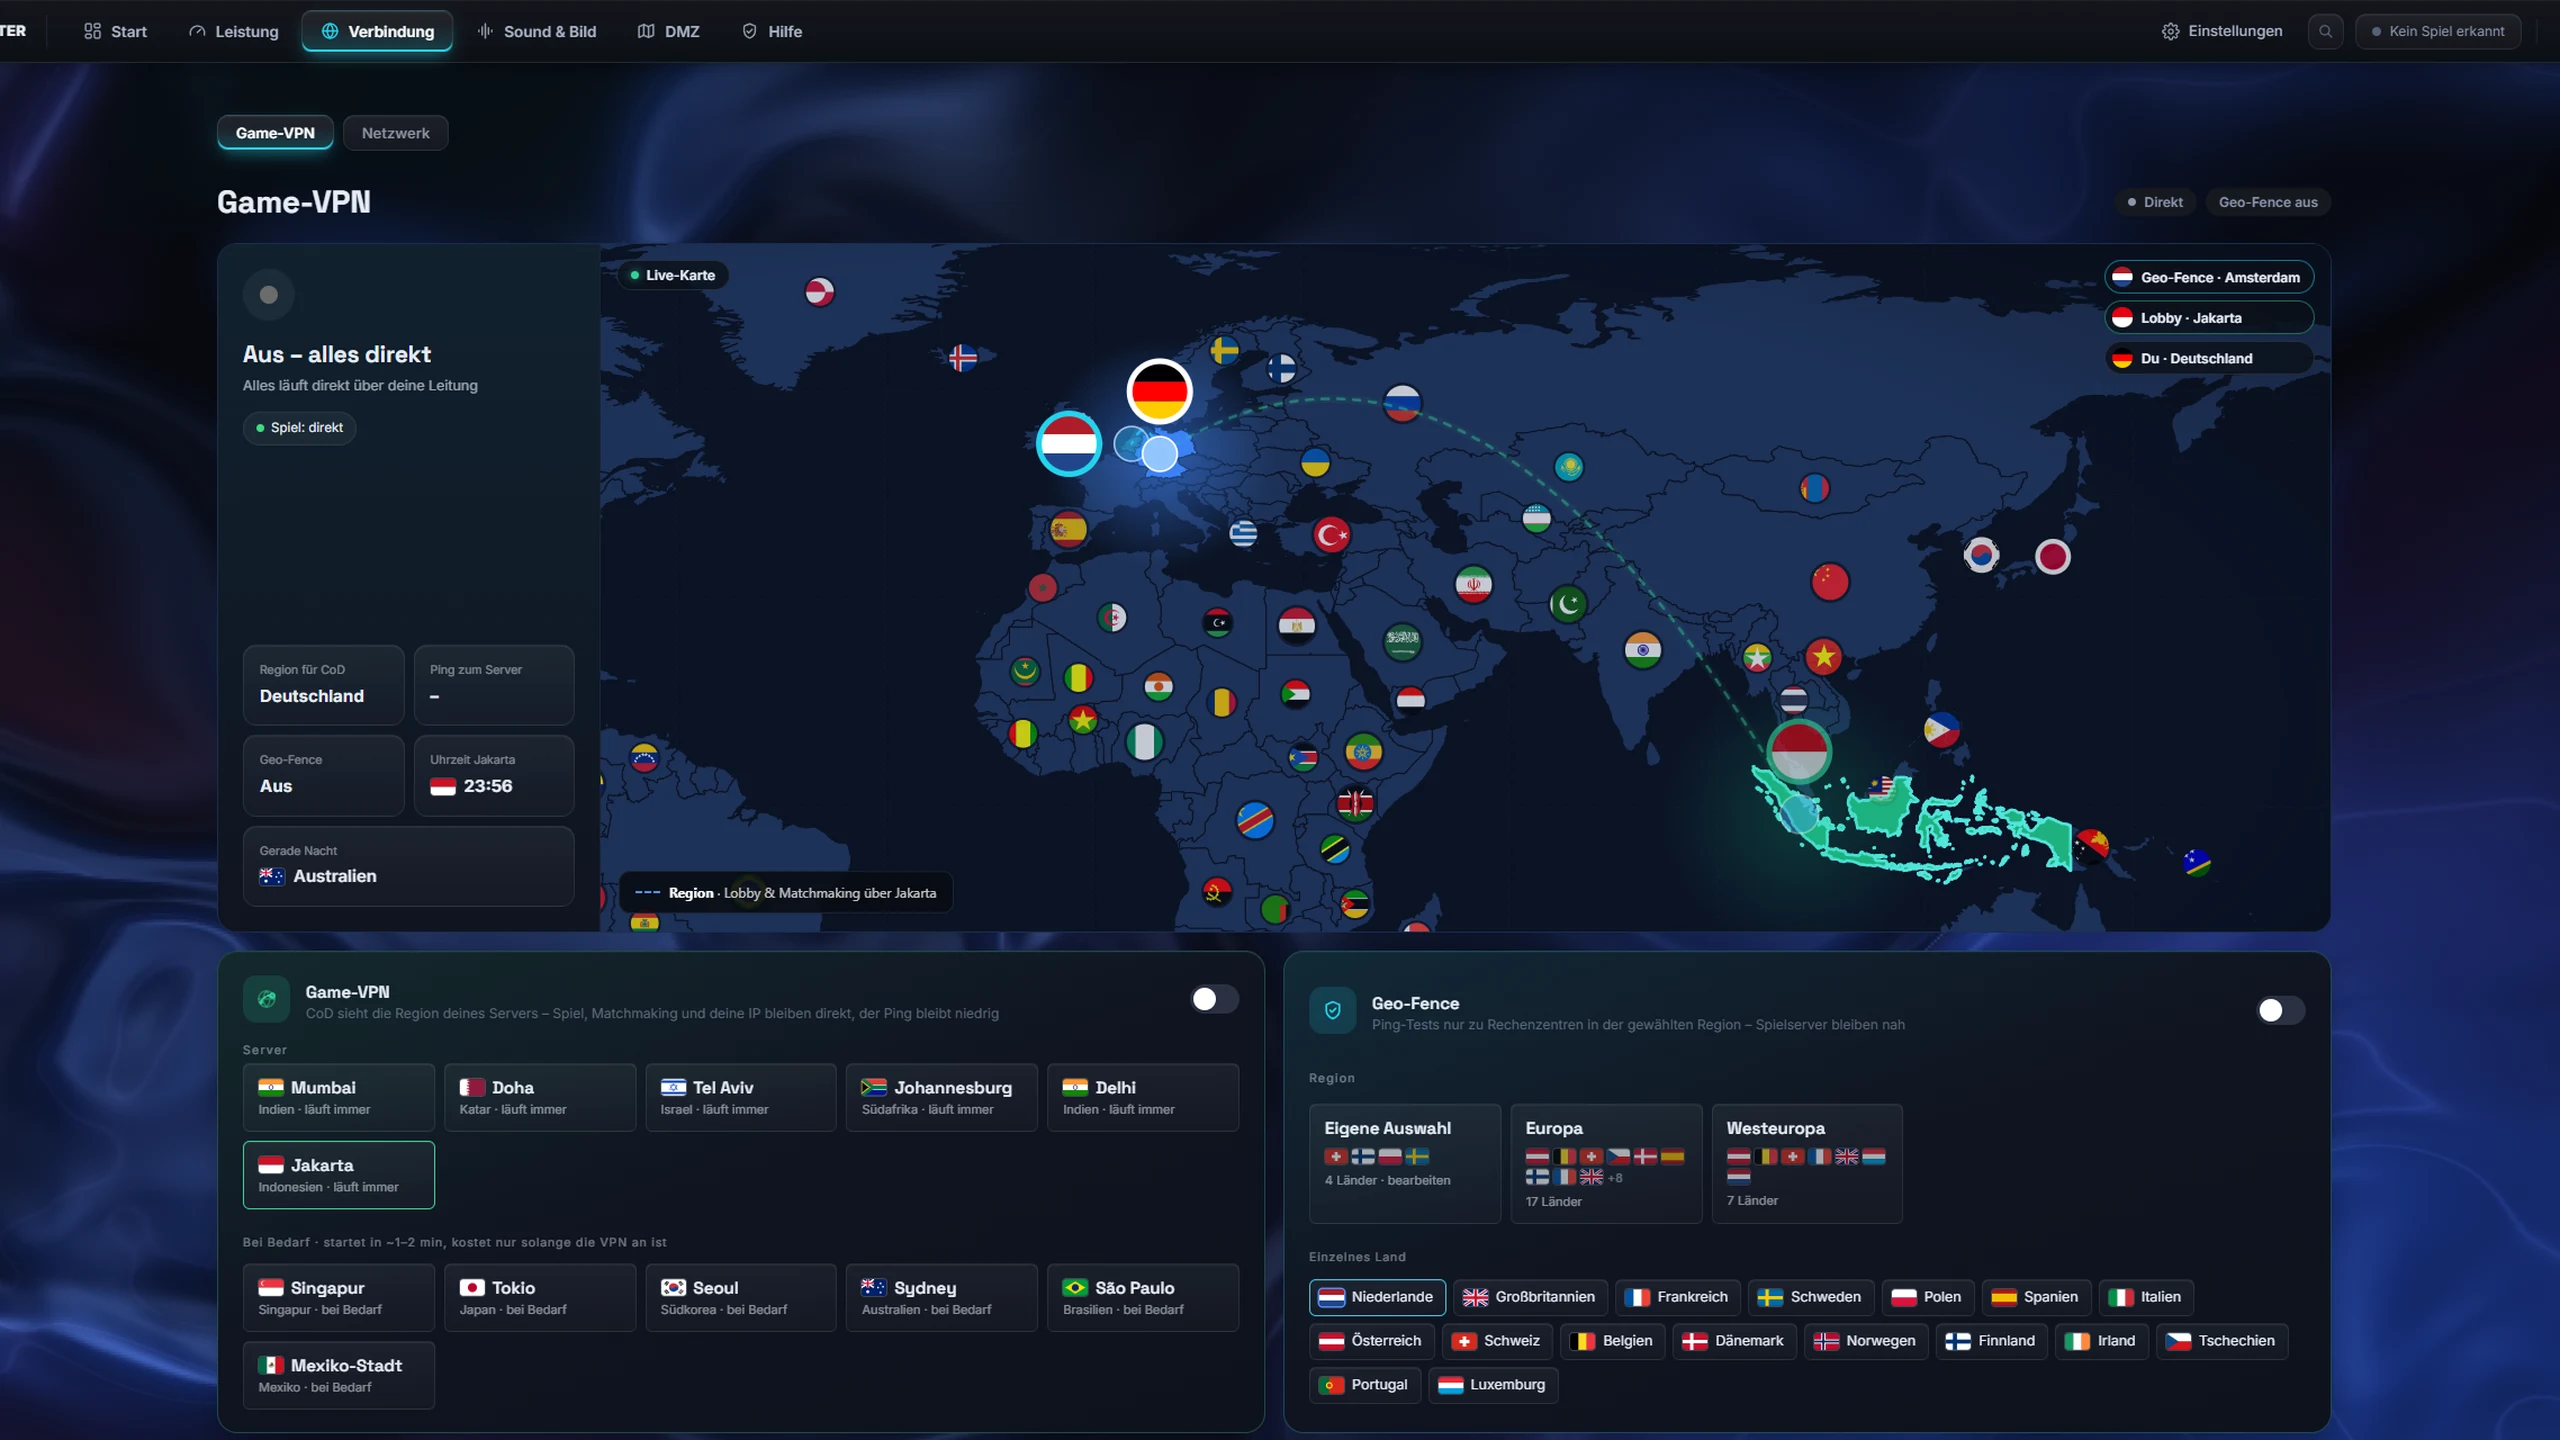 TER
Start
Leistung
Verbindung
Sound & Bild
DMZ
Hilfe
Einstellungen
Kein Spiel erkannt
Game-VPN
Netzwerk
Game-VPN
Direkt
Geo-Fence aus
Aus – alles direkt
Alles läuft direkt über deine Leitung
Spiel: direkt
Region für CoD
Deutschland
Ping zum Server
–
Geo-Fence
Aus
Uhrzeit Jakarta
23:56
Gerade Nacht
Australien
Live-Karte
Geo-Fence · Amsterdam
Lobby · Jakarta
Du · Deutschland
Region · Lobby & Matchmaking über Jakarta
Game-VPN
CoD sieht die Region deines Servers – Spiel, Matchmaking und deine IP bleiben direkt, der Ping bleibt niedrig
Server
Mumbai
Indien · läuft immer
Doha
Katar · läuft immer
Tel Aviv
Israel · läuft immer
Johannesburg
Südafrika · läuft immer
Delhi
Indien · läuft immer
Jakarta
Indonesien · läuft immer
Bei Bedarf · startet in ~1–2 min, kostet nur solange die VPN an ist
Singapur
Singapur · bei Bedarf
Tokio
Japan · bei Bedarf
Seoul
Südkorea · bei Bedarf
Sydney
Australien · bei Bedarf
São Paulo
Brasilien · bei Bedarf
Mexiko-Stadt
Mexiko · bei Bedarf
Geo-Fence
Ping-Tests nur zu Rechenzentren in der gewählten Region – Spielserver bleiben nah
Region
Eigene Auswahl
4 Länder · bearbeiten
Europa
+8
17 Länder
Westeuropa
7 Länder
Einzelnes Land
Niederlande
Großbritannien
Frankreich
Schweden
Polen
Spanien
Italien
Österreich
Schweiz
Belgien
Dänemark
Norwegen
Finnland
Irland
Tschechien
Portugal
Luxemburg